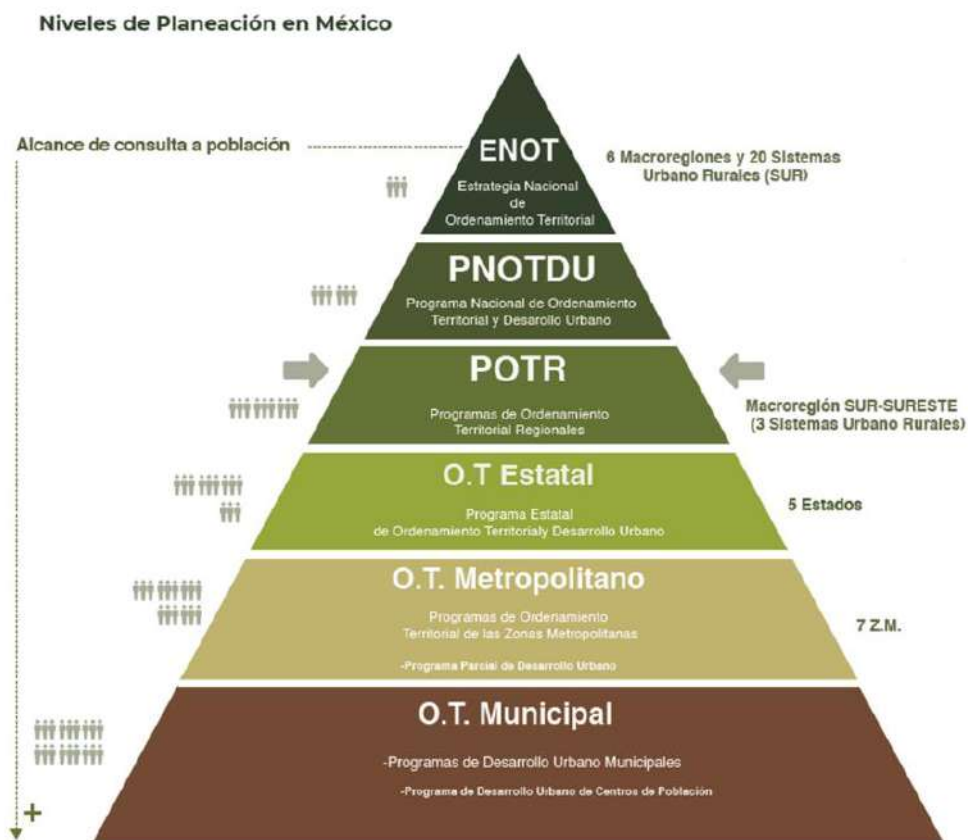 Niveles de Planeación en México
Alcance de consulta a población
ENOT
Estrategia Nacional
de
Ordenamiento Territorial
6 Macroregiones y 20 Sistemas
Urbano Rurales (SUR)
PNOTDU
Programa Nacional de Ordenamiento
Territorial y Desarollo Urbano
POTR
Programas de Ordenamiento
Territorial Regionales
Macroregión SUR-SURESTE
(3 Sistemas Urbano Rurales)
O.T Estatal
Programa Estatal
de Ordenamiento Territorialy Desarrollo Urbano
5 Estados
O.T. Metropolitano
Programas de Ordenamiento
Territorial de las Zonas Metropolitanas
-Programa Parcial de Desarrollo Urbano
7 Z.M.
O.T. Municipal
-Programas de Desarrollo Urbano Municipales
-Programa de Desarrollo Urbano de Centros de Población
+